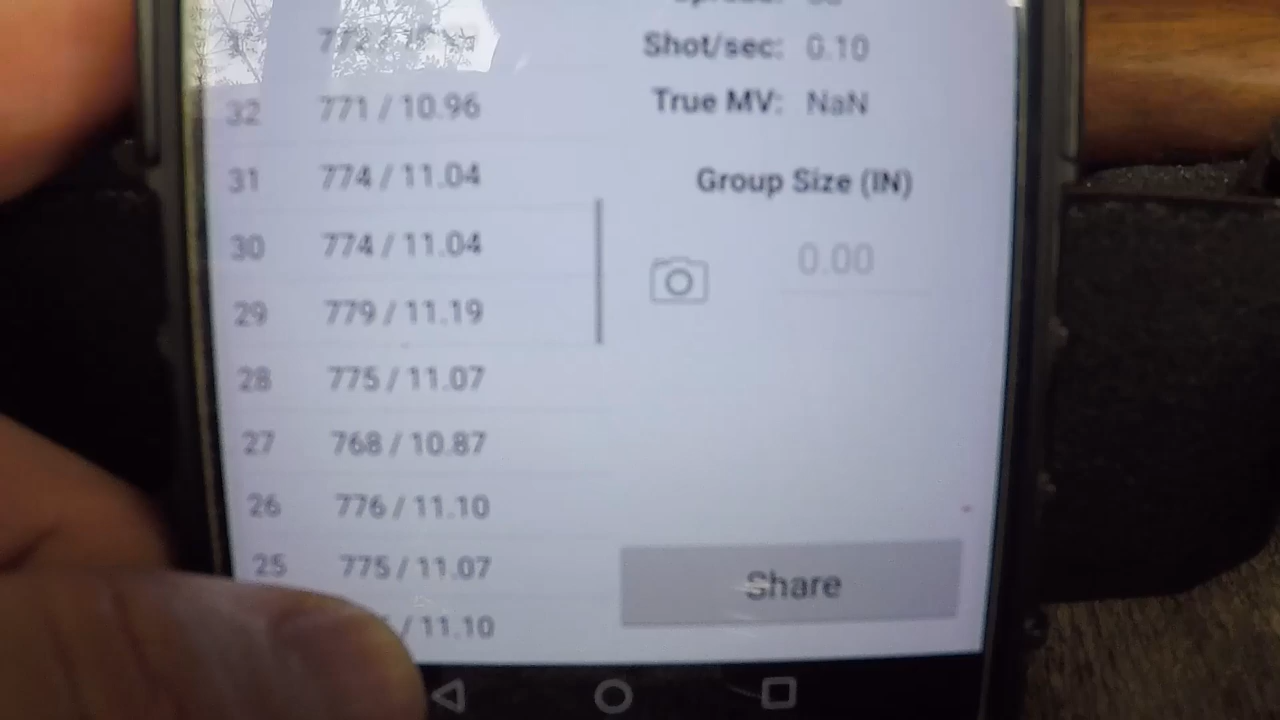 Shot/sec: 0.10
32 771 / 10.96
True MV: NaN
31 774 / 11.04
Group Size (IN)
30 774 / 11.04
0.00
29 779 / 11.19
28 775 / 11.07
27 768 / 10.87
26 776 / 11.10
25 775 / 11.07
Share
/ 11.10